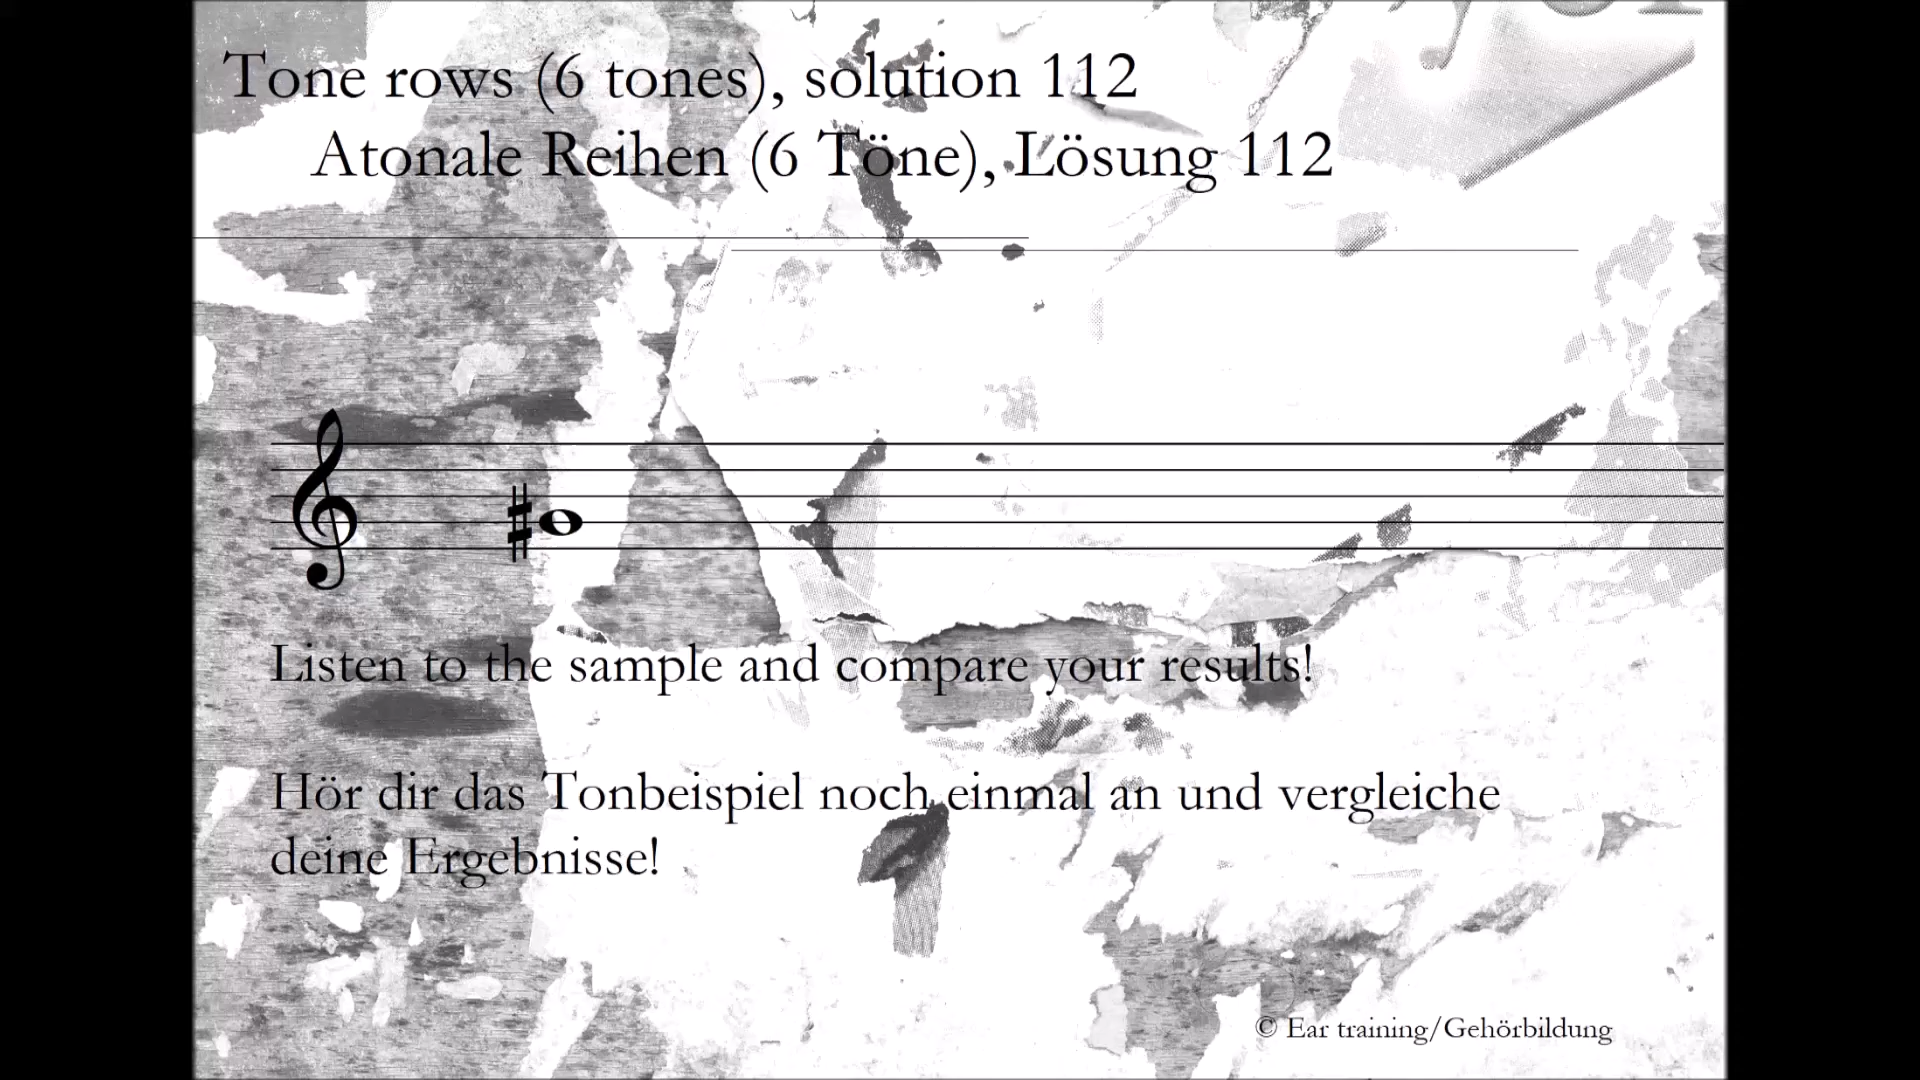 Tone rows (6 tones), solution 112
Atonale Reihen (6 Töne), Lösung 112
Listen to the sample and compare your results!
Hör dir das Tonbeispiel noch einmal an und vergleiche
deine Ergebnisse!
© Ear training/Gehörbildung